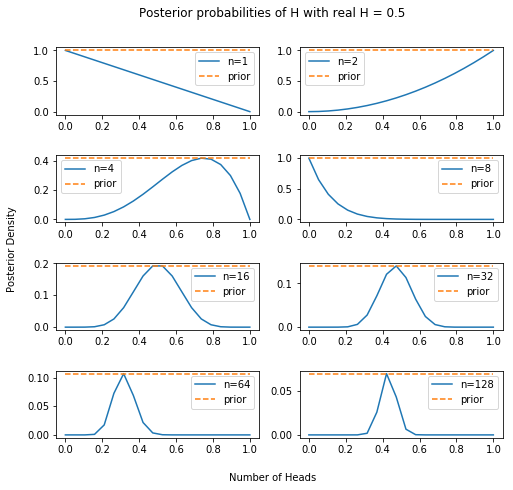 Posterior probabilities of H with real H = 0.5
1.0
0.5
0.0
n=1
prior
0.0 0.2 0.4 0.6 0.8 1.0
1.0
0.5
0.0
n=2
prior
0.0 0.2 0.4 0.6 0.8 1.0
0.4
0.2
0.0
n=4
prior
0.0 0.2 0.4 0.6 0.8 1.0
1.0
0.5
0.0
n=8
prior
0.0 0.2 0.4 0.6 0.8 1.0
Posterior Density
0.2
0.1
0.0
n=16
prior
0.0 0.2 0.4 0.6 0.8 1.0
0.1
0.0
n=32
prior
0.0 0.2 0.4 0.6 0.8 1.0
0.10
0.05
0.00
n=64
prior
0.0 0.2 0.4 0.6 0.8 1.0
0.05
0.00
n=128
prior
0.0 0.2 0.4 0.6 0.8 1.0
Number of Heads